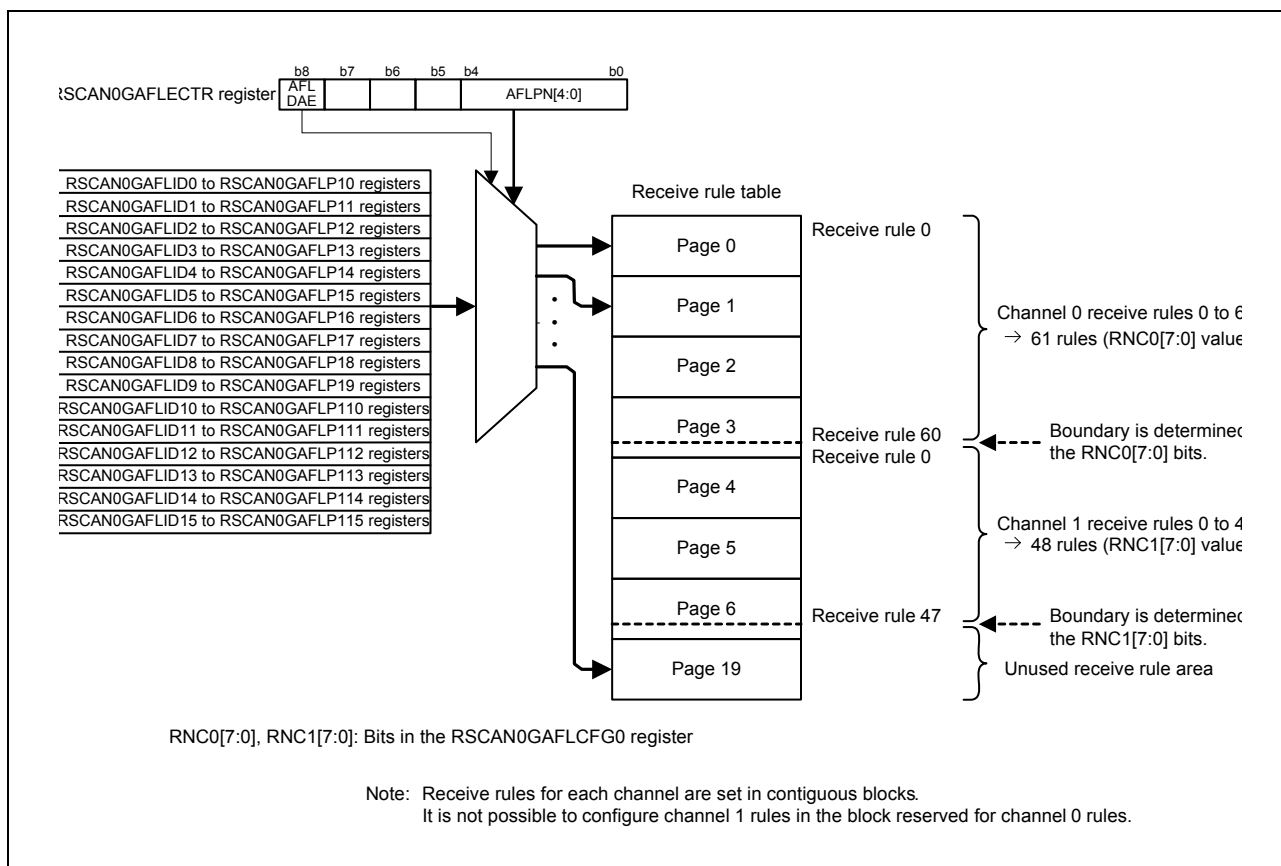 b8 b7 b6 b5 b4 b0
RSCAN0GAFLECTR register
AFL
DAE
AFLPN[4:0]
RSCAN0GAFLID0 to RSCAN0GAFLP10 registers
RSCAN0GAFLID1 to RSCAN0GAFLP11 registers
RSCAN0GAFLID2 to RSCAN0GAFLP12 registers
RSCAN0GAFLID3 to RSCAN0GAFLP13 registers
RSCAN0GAFLID4 to RSCAN0GAFLP14 registers
RSCAN0GAFLID5 to RSCAN0GAFLP15 registers
RSCAN0GAFLID6 to RSCAN0GAFLP16 registers
RSCAN0GAFLID7 to RSCAN0GAFLP17 registers
RSCAN0GAFLID8 to RSCAN0GAFLP18 registers
RSCAN0GAFLID9 to RSCAN0GAFLP19 registers
RSCAN0GAFLID10 to RSCAN0GAFLP110 registers
RSCAN0GAFLID11 to RSCAN0GAFLP111 registers
RSCAN0GAFLID12 to RSCAN0GAFLP112 registers
RSCAN0GAFLID13 to RSCAN0GAFLP113 registers
RSCAN0GAFLID14 to RSCAN0GAFLP114 registers
RSCAN0GAFLID15 to RSCAN0GAFLP115 registers
Receive rule table
Page 0
Page 1
Page 2
Page 3
Page 4
Page 5
Page 6
Page 19
Receive rule 0
Receive rule 60
Receive rule 0
Receive rule 47
Channel 0 receive rules 0 to 6
→ 61 rules (RNC0[7:0] value
Boundary is determined
the RNC0[7:0] bits.
Channel 1 receive rules 0 to 4
→ 48 rules (RNC1[7:0] value
Boundary is determined
the RNC1[7:0] bits.
Unused receive rule area
RNC0[7:0], RNC1[7:0]: Bits in the RSCAN0GAFLCFG0 register
Note: Receive rules for each channel are set in contiguous blocks.
It is not possible to configure channel 1 rules in the block reserved for channel 0 rules.